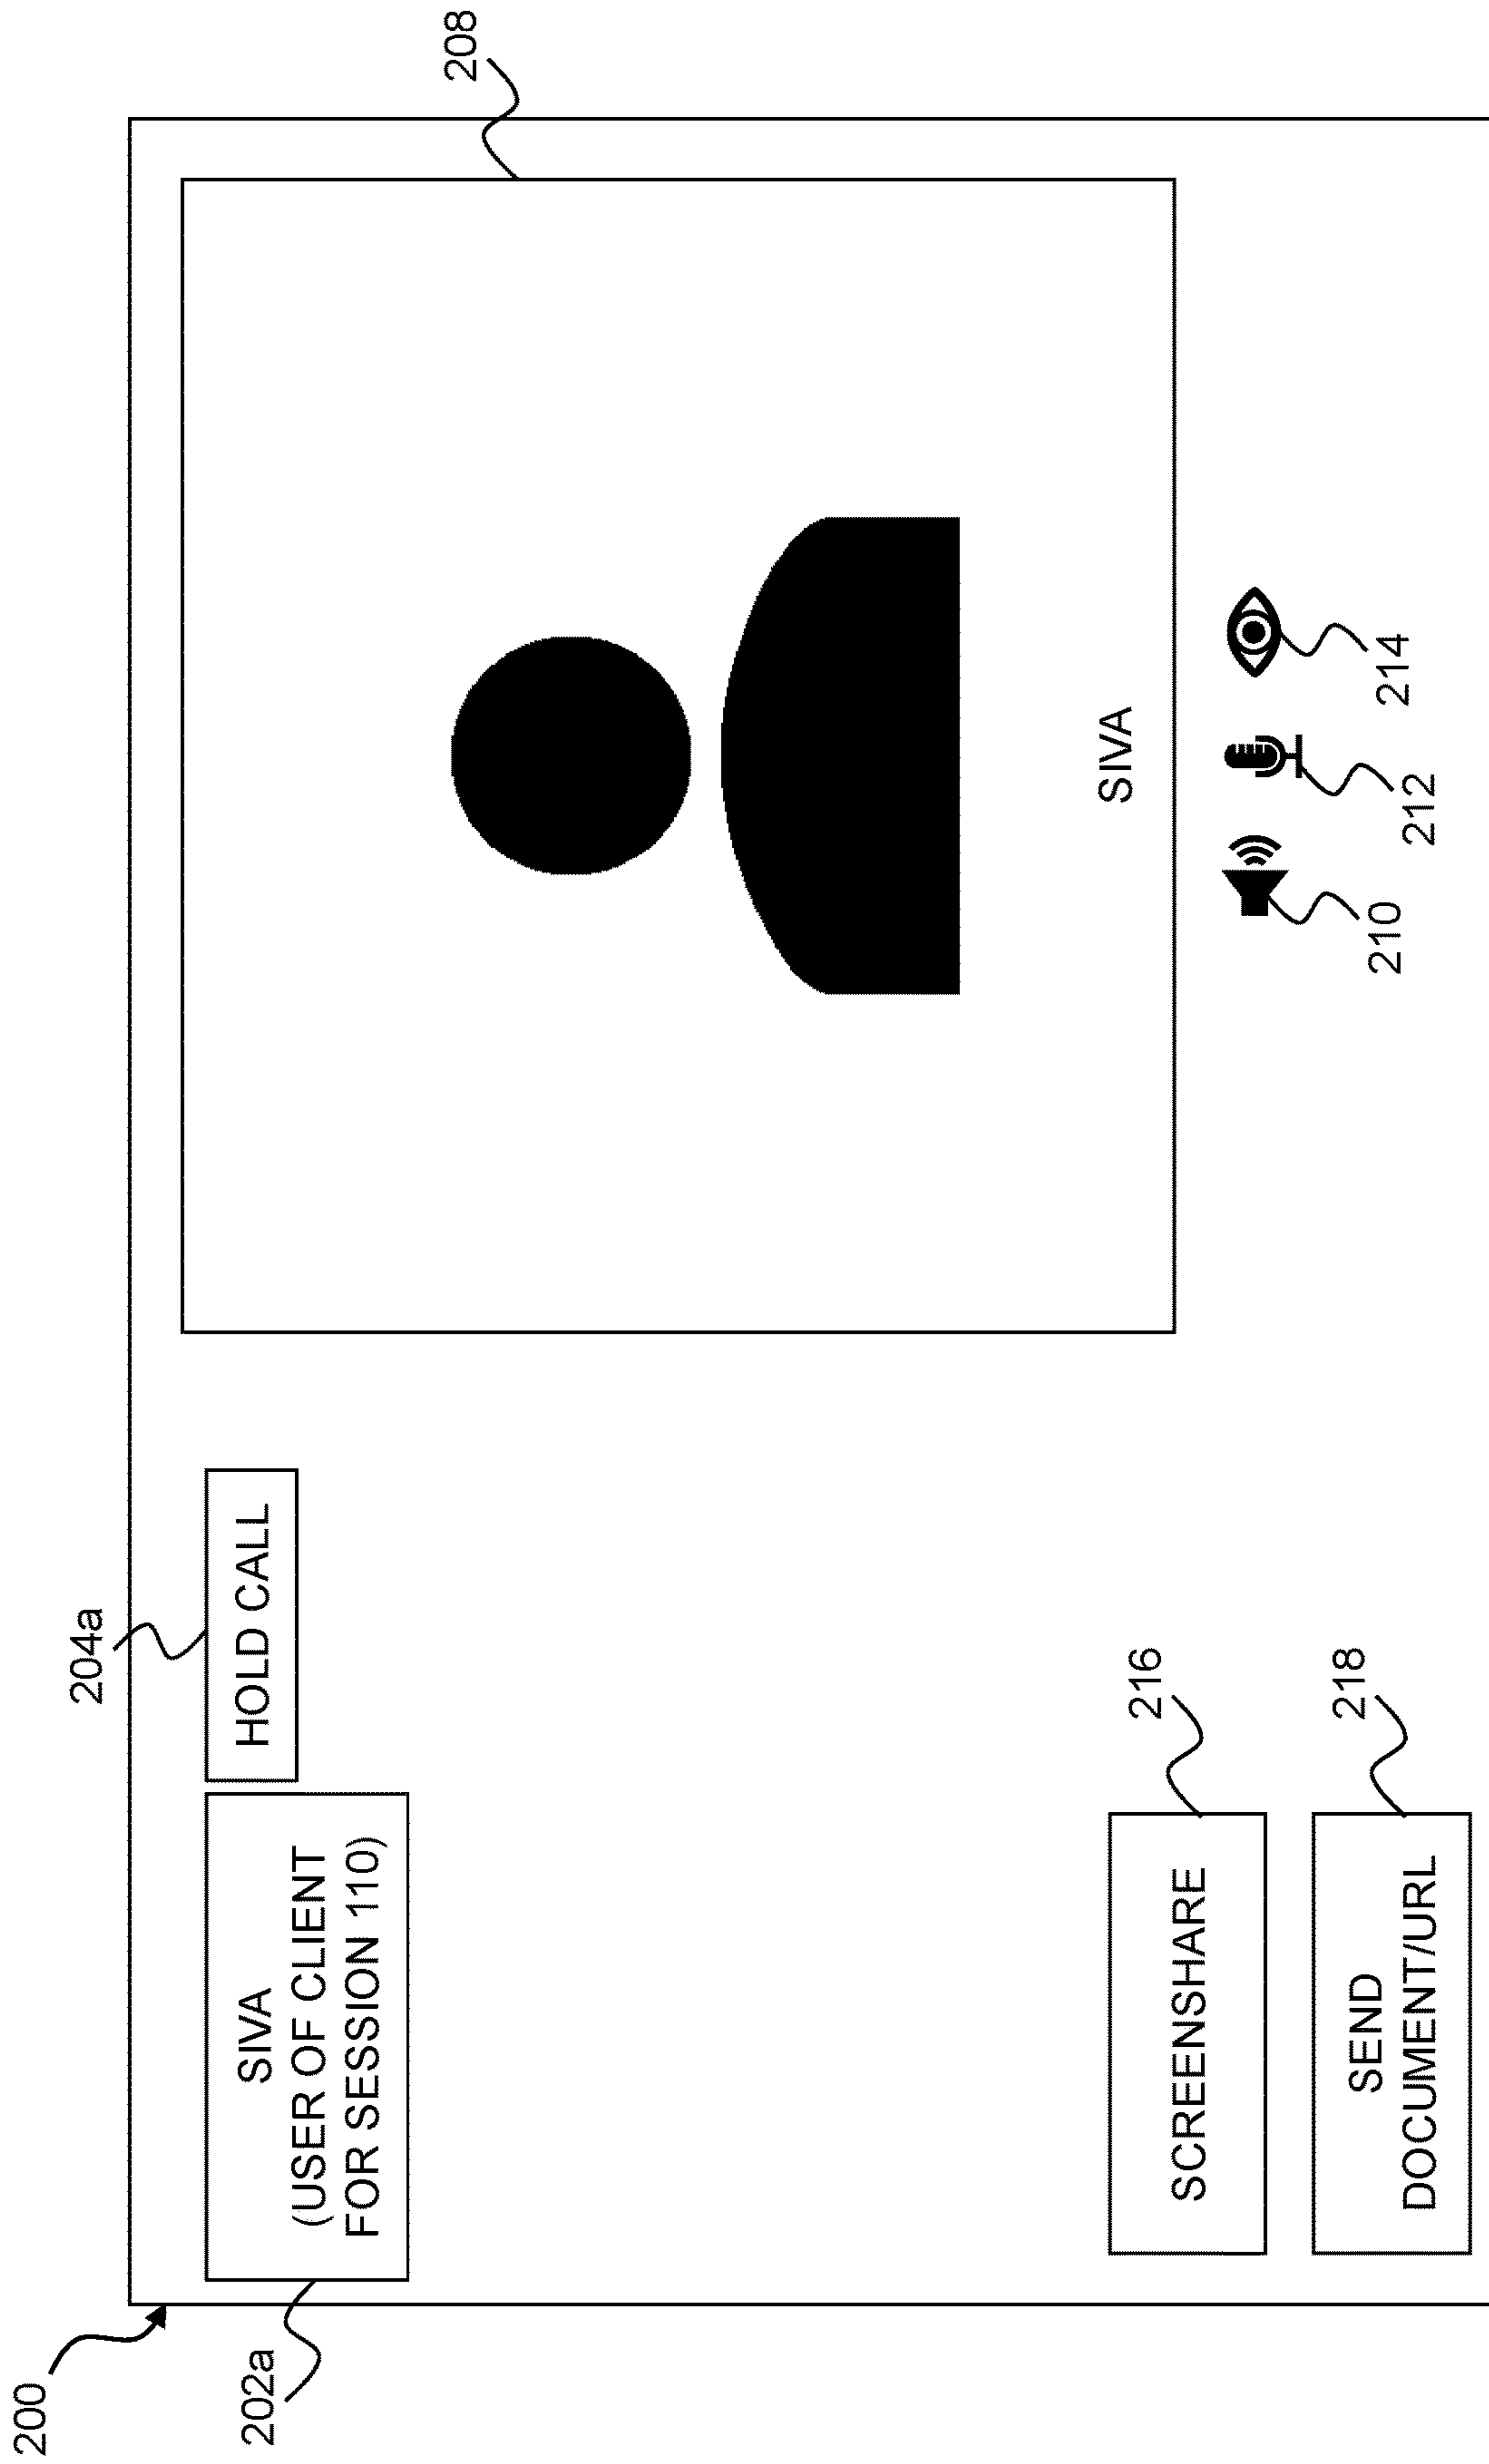 200
202a
SIVA
(USER OF CLIENT
FOR SESSION 110)
204a
HOLD CALL
208
SIVA
210
212
214
216
SCREENSHARE
218
SEND
DOCUMENT/URL